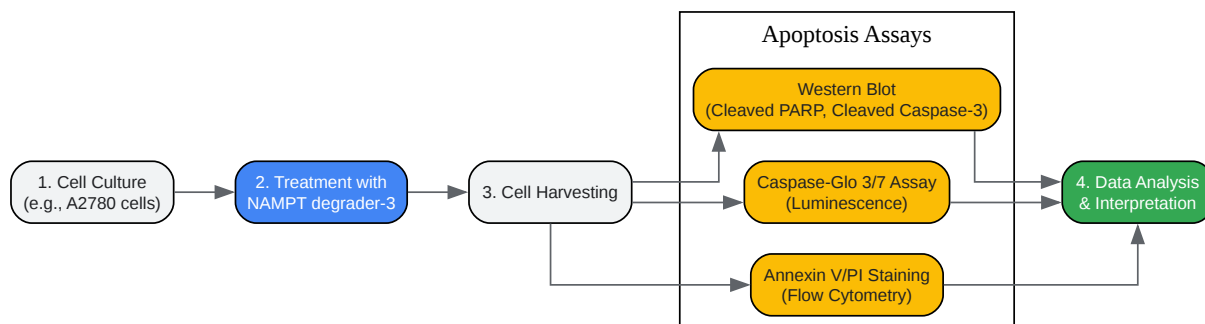 Apoptosis Assays
Western Blot
(Cleaved PARP, Cleaved Caspase-3)
1. Cell Culture
(e.g., A2780 cells)
2. Treatment with
NAMPT degrader-3
3. Cell Harvesting
Caspase-Glo 3/7 Assay
(Luminescence)
4. Data Analysis
& Interpretation
Annexin V/PI Staining
(Flow Cytometry)